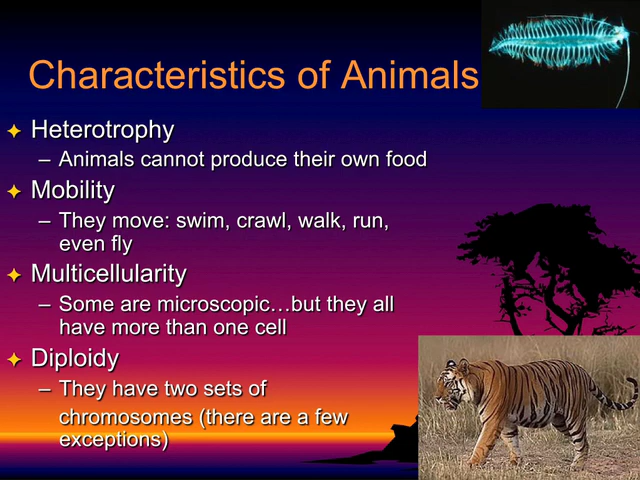 Characteristics of Animals
Heterotrophy
– Animals cannot produce their own food
Mobility
– They move: swim, crawl, walk, run,
even fly
Multicellularity
– Some are microscopic…but they all
have more than one cell
Diploidy
– They have two sets of
chromosomes (there are a few
exceptions)